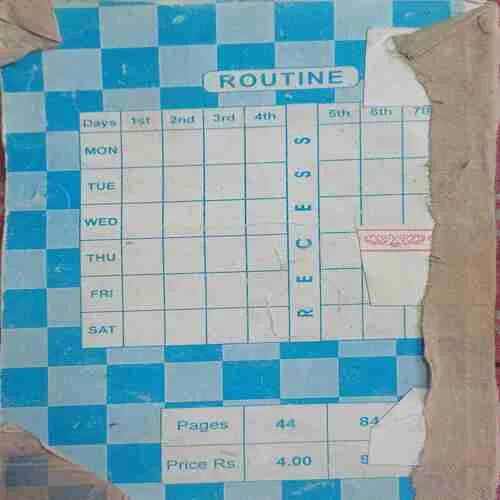 ROUTINE
Days 1st 2nd 3rd 4th RECESS 5th 6th
MON
TUE
WED
THU
FRI
SAT
Pages 44 84
Price Rs. 4.00